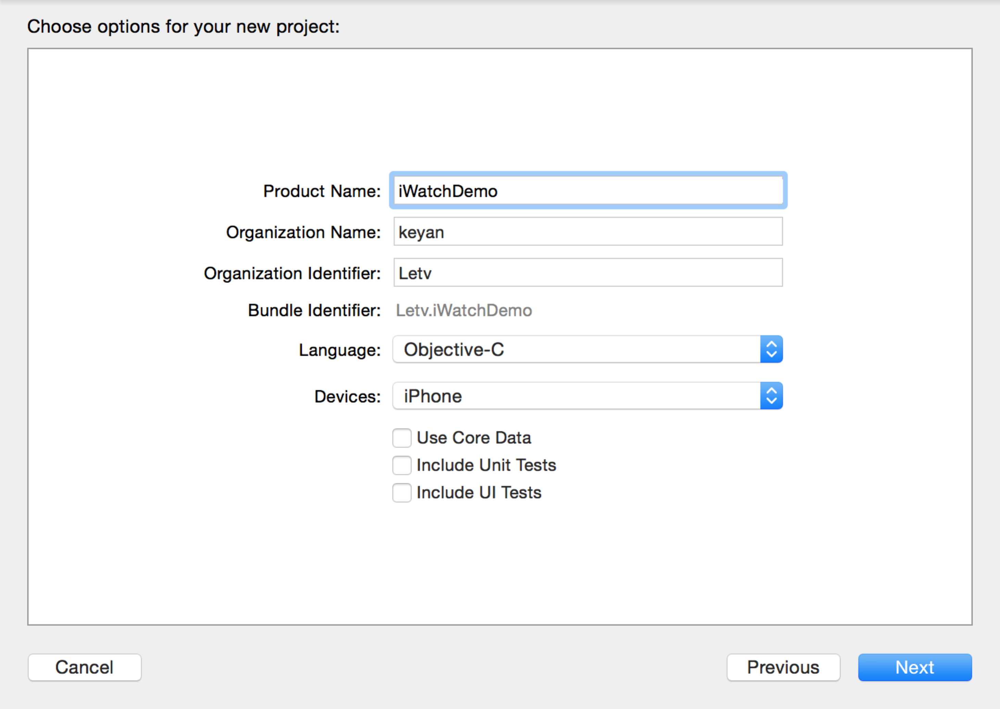 Choose options for your new project:
Product Name: iWatchDemo
Organization Name: keyan
Organization Identifier: Letv
Bundle Identifier: Letv.iWatchDemo
Language: Objective-C
Devices: iPhone
Use Core Data
Include Unit Tests
Include UI Tests
Cancel Previous Next